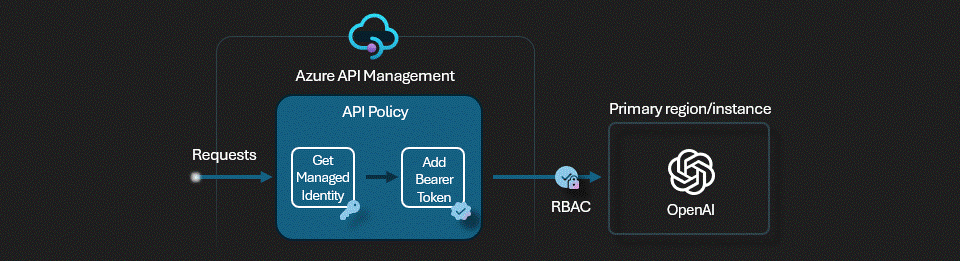 Azure API Management
API Policy
Primary region/instance
Requests
Get
Managed
Identity
Add
Bearer
Token
RBAC
OpenAI